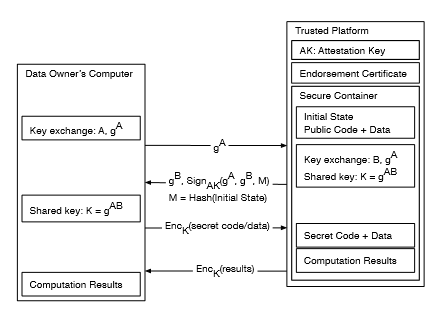 Trusted Platform
AK: Attestation Key
Data Owner's Computer
Endorsement Certificate
Secure Container
Initial State
Public Code + Data
Key exchange: A, g^A
g^A
Key exchange: B, g^A
Shared key: K = g^AB
g^B, Sign_AK(g^A, g^B, M)
M = Hash(Initial State)
Shared key: K = g^AB
Enc_K(secret code/data)
Secret Code + Data
Enc_K(results)
Computation Results
Computation Results